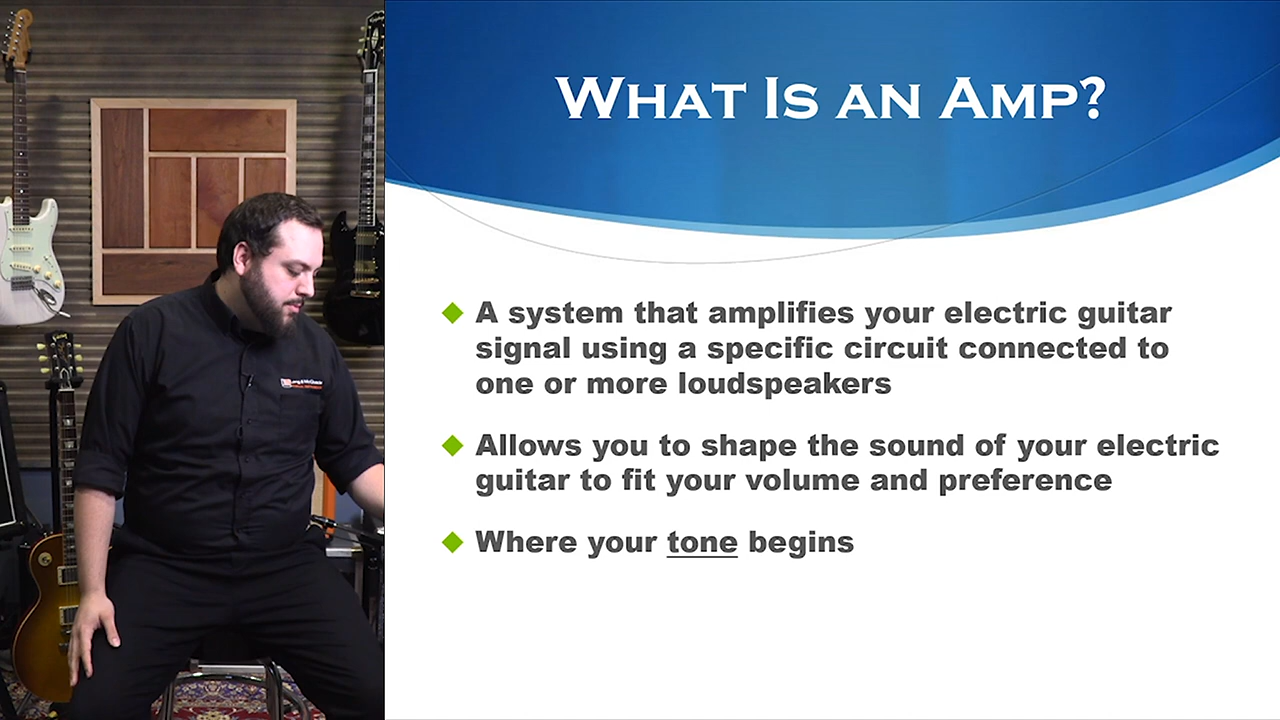 What Is an Amp?
A system that amplifies your electric guitar
signal using a specific circuit connected to
one or more loudspeakers
Allows you to shape the sound of your electric
guitar to fit your volume and preference
Where your tone begins
Long & McQuade